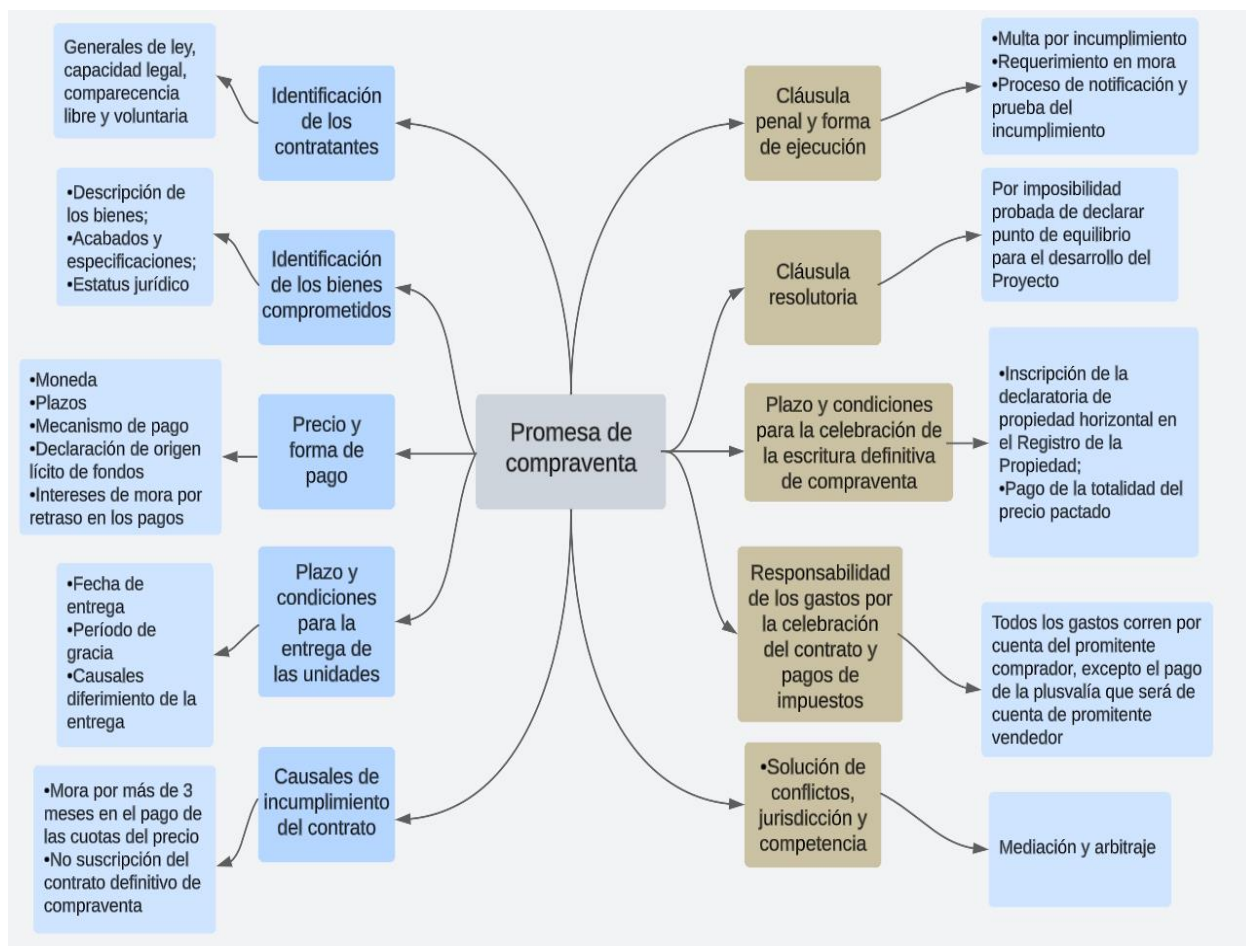 Generales de ley,
capacidad legal,
comparecencia
libre y voluntaria
Identificación
de los
contratantes
•Descripción de
los bienes;
•Acabados y
especificaciones;
•Estatus jurídico
Identificación
de los bienes
comprometidos
•Moneda
•Plazos
•Mecanismo de pago
•Declaración de origen
lícito de fondos
•Intereses de mora por
retraso en los pagos
Precio y
forma de
pago
•Fecha de
entrega
•Período de
gracia
•Causales
diferimiento de la
entrega
Plazo y
condiciones
para la
entrega de
las unidades
•Mora por más de 3
meses en el pago de
las cuotas del precio
•No suscripción del
contrato definitivo de
compraventa
Causales de
incumplimiento
del contrato
Promesa de
compraventa
Cláusula
penal y forma
de ejecución
•Multa por incumplimiento
•Requerimiento en mora
•Proceso de notificación y
prueba del
incumplimiento
Cláusula
resolutoria
Por imposibilidad
probada de declarar
punto de equilibrio
para el desarrollo del
Proyecto
Plazo y condiciones
para la celebración de
la escritura definitiva
de compraventa
•Inscripción de la
declaratoria de
propiedad horizontal en
el Registro de la
Propiedad;
•Pago de la totalidad del
precio pactado
Responsabilidad
de los gastos por
la celebración
del contrato y
pagos de
impuestos
Todos los gastos corren por
cuenta del promitente
comprador, excepto el pago
de la plusvalía que será de
cuenta de promitente
vendedor
•Solución de
conflictos,
jurisdicción y
competencia
Mediación y arbitraje